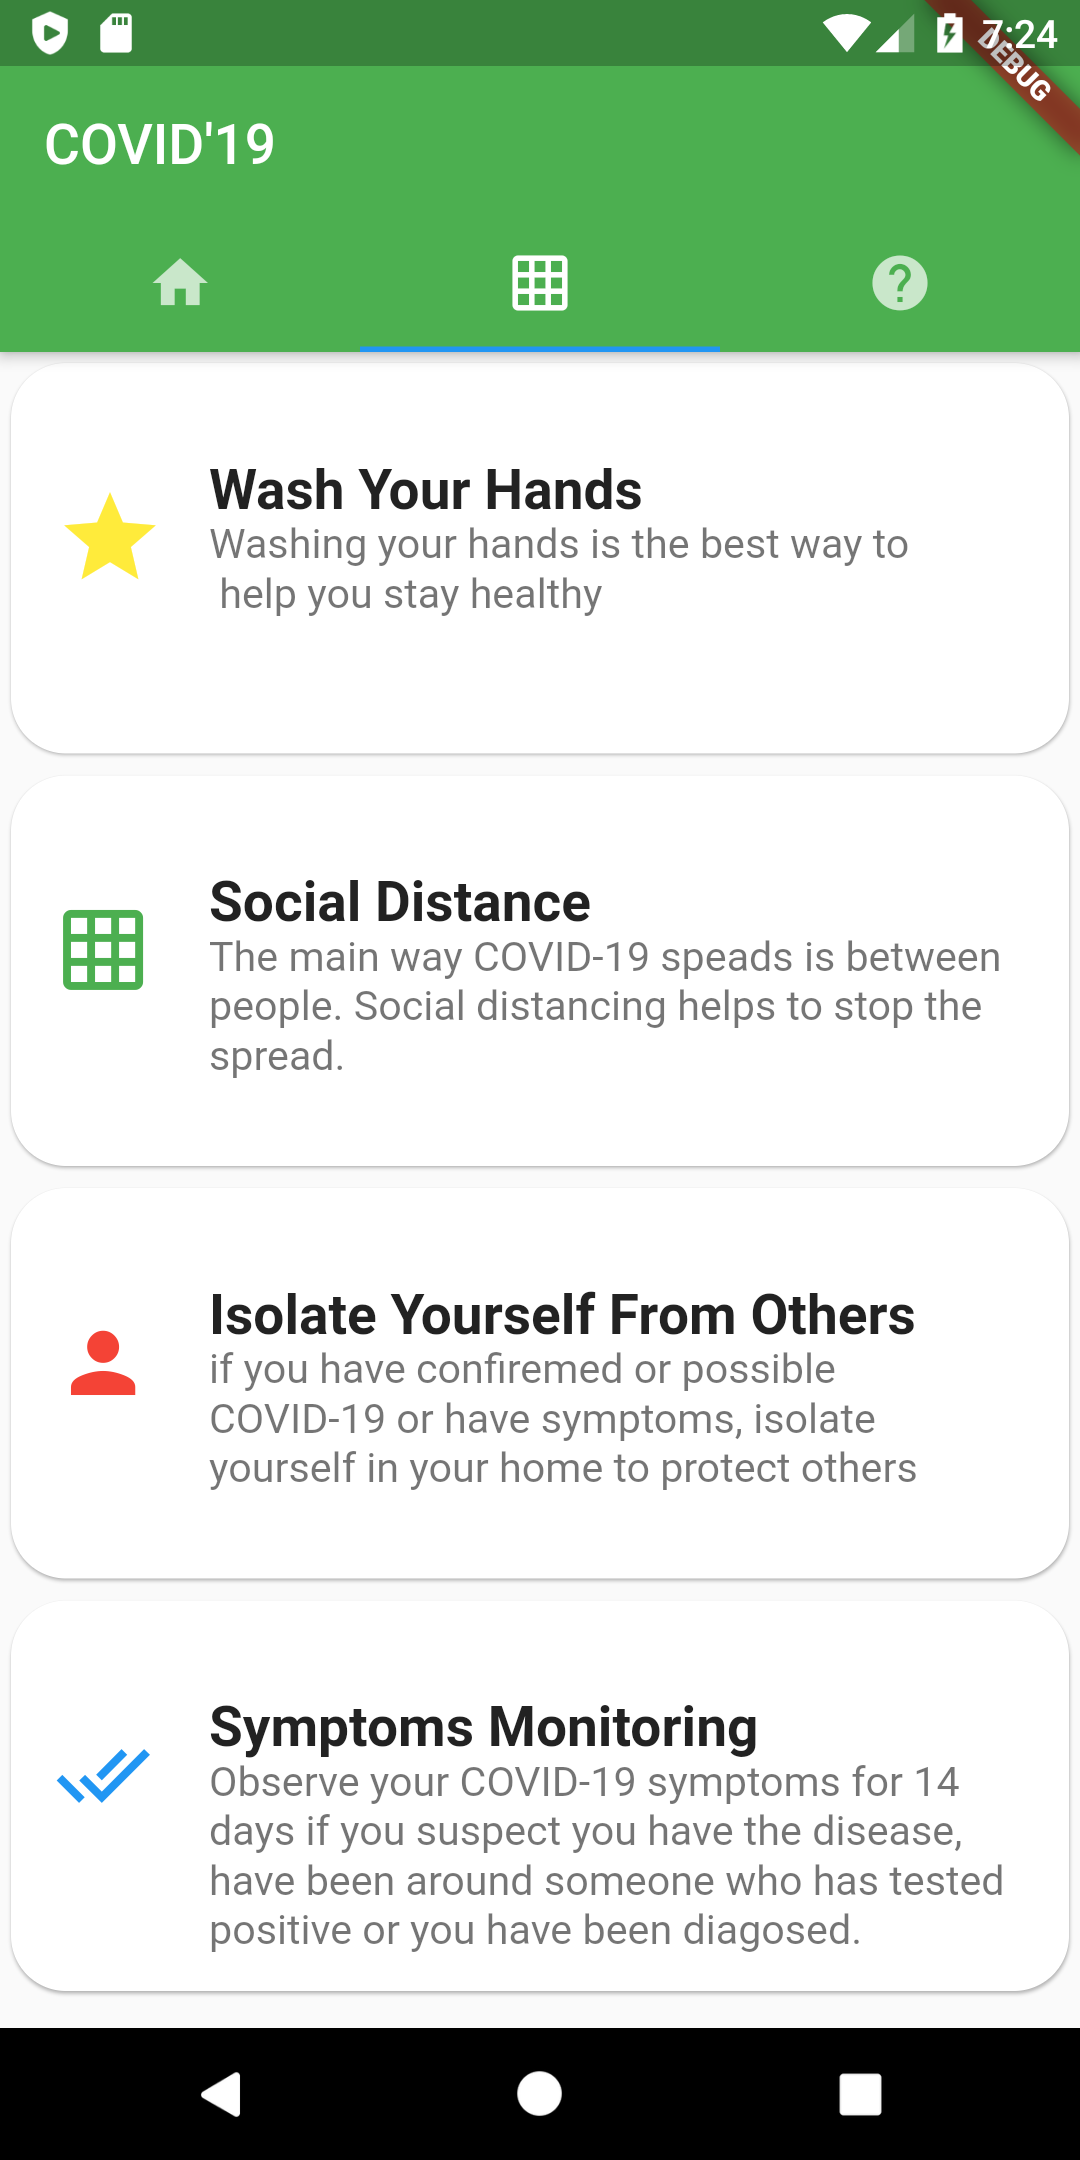 7:24
DEBUG
COVID'19
Wash Your Hands
Washing your hands is the best way to
help you stay healthy
Social Distance
The main way COVID-19 speads is between
people. Social distancing helps to stop the
spread.
Isolate Yourself From Others
if you have confiremed or possible
COVID-19 or have symptoms, isolate
yourself in your home to protect others
Symptoms Monitoring
Observe your COVID-19 symptoms for 14
days if you suspect you have the disease,
have been around someone who has tested
positive or you have been diagosed.